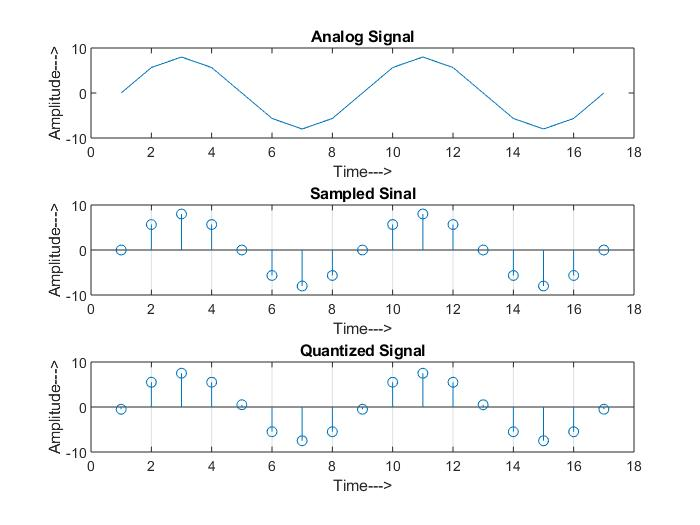 Analog Signal
10
0
-10
Amplitude--->
0 2 4 6 8 10 12 14 16 18
Time--->
Sampled Sinal
10
0
-10
Amplitude--->
0 2 4 6 8 10 12 14 16 18
Time--->
Quantized Signal
10
0
-10
Amplitude--->
0 2 4 6 8 10 12 14 16 18
Time--->